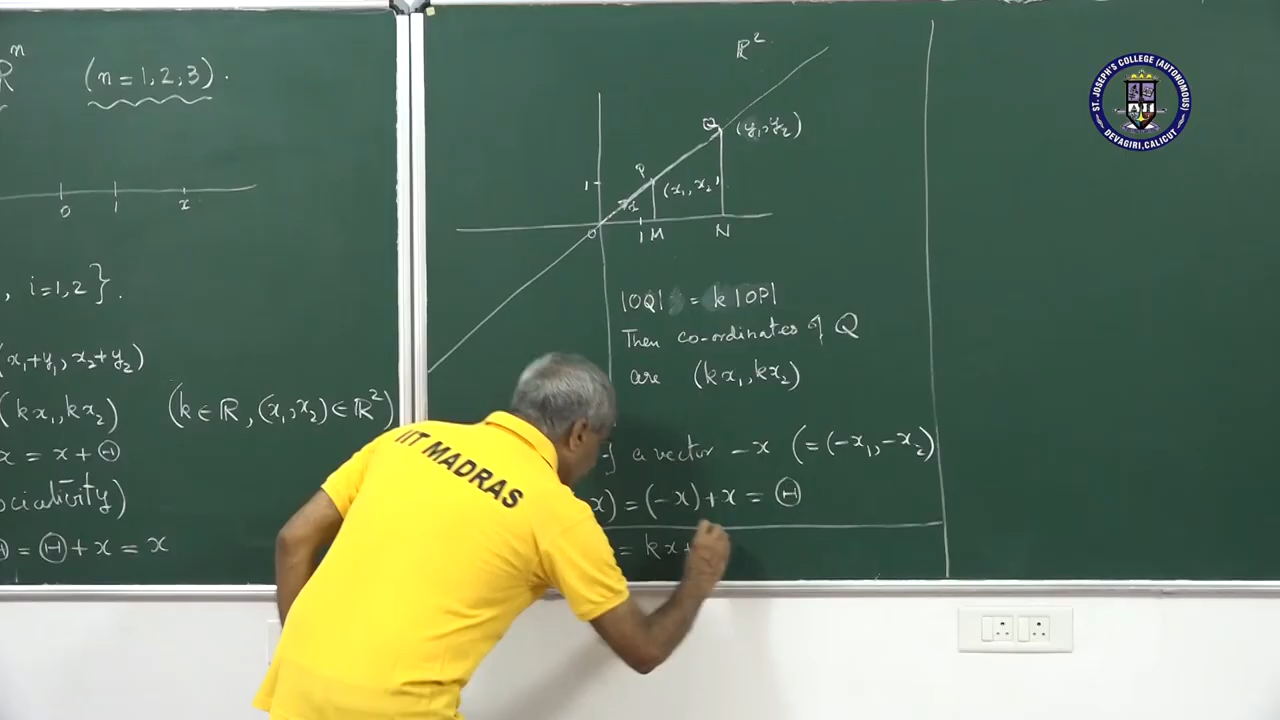 ℝⁿ (n = 1, 2, 3).
0 1 x
, i = 1, 2 }.
(x₁+y₁, x₂+y₂)
(kx₁, kx₂) (k ∈ ℝ, (x₁, x₂) ∈ ℝ²)
x = x + Ⓗ
ociativity)
Ⓗ = Ⓗ + x = x
ℝ²
Q (y₁, y₂)
P
1 (x₁, x₂)
x
O 1 M N
|OQ| = k |OP|
Then co-ordinates of Q
are (kx₁, kx₂)
f a vector −x (= (−x₁, −x₂)
x) = (−x) + x = Ⓗ
= kx +
IIT MADRAS
ST. JOSEPH'S COLLEGE (AUTONOMOUS)
DEVAGIRI, CALICUT